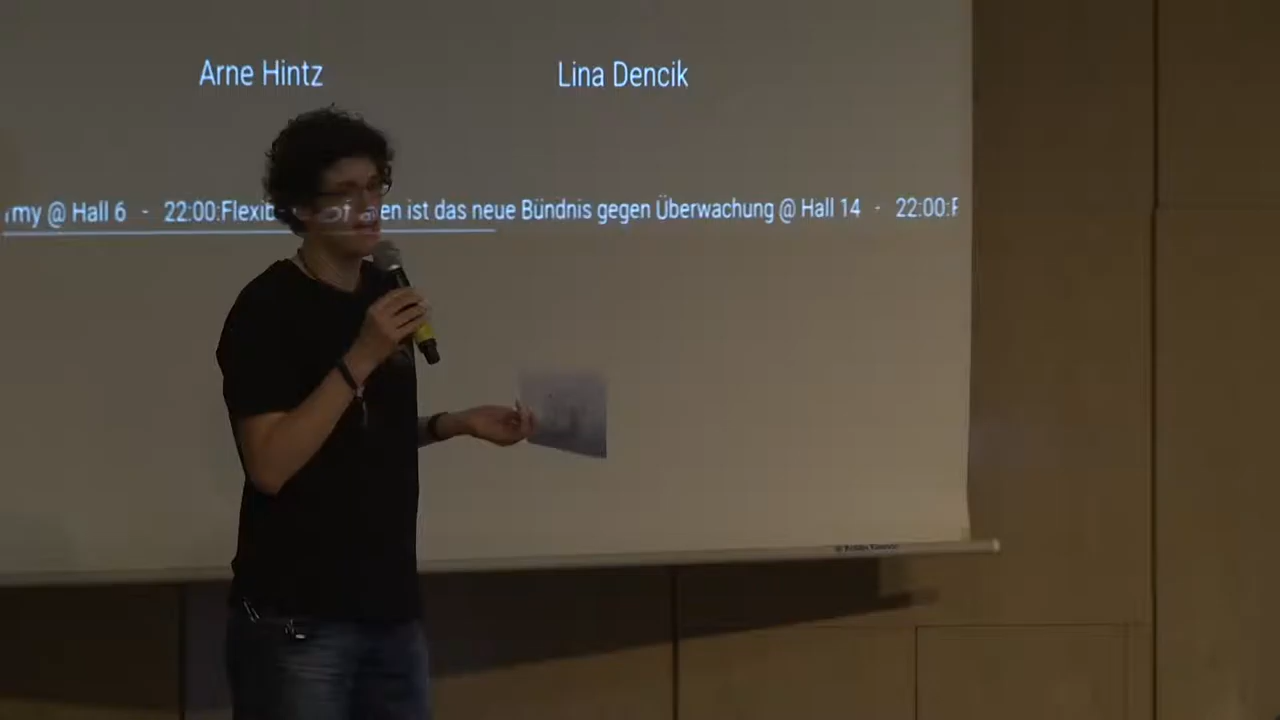 Arne Hintz
Lina Dencik
my @ Hall 6 - 22:00:Flexib en ist das neue Bündnis gegen Überwachung @ Hall 14 - 22:00:F